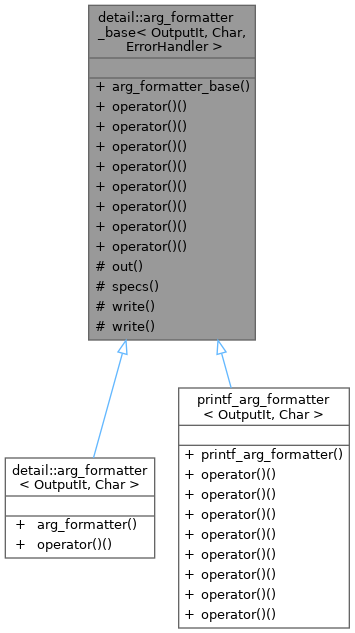 detail::arg_formatter
_base< OutputIt, Char,
ErrorHandler >
+ arg_formatter_base()
+ operator()()
+ operator()()
+ operator()()
+ operator()()
+ operator()()
+ operator()()
+ operator()()
+ operator()()
# out()
# specs()
# write()
# write()
detail::arg_formatter
< OutputIt, Char >
+ arg_formatter()
+ operator()()
printf_arg_formatter
< OutputIt, Char >
+ printf_arg_formatter()
+ operator()()
+ operator()()
+ operator()()
+ operator()()
+ operator()()
+ operator()()
+ operator()()
+ operator()()